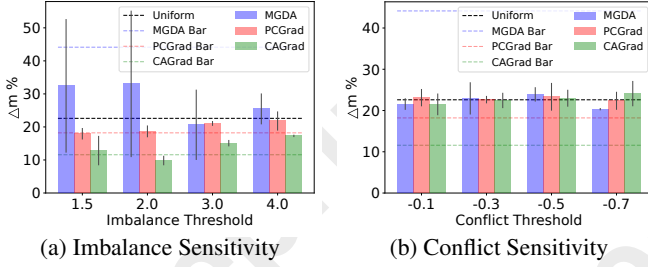 Uniform
MGDA Bar
PCGrad Bar
CAGrad Bar
MGDA
PCGrad
CAGrad
Δm %
50
40
30
20
10
0
1.5 2.0 3.0 4.0
Imbalance Threshold
(a) Imbalance Sensitivity
Uniform
MGDA Bar
PCGrad Bar
CAGrad Bar
MGDA
PCGrad
CAGrad
Δm %
40
30
20
10
0
-0.1 -0.3 -0.5 -0.7
Conflict Threshold
(b) Conflict Sensitivity